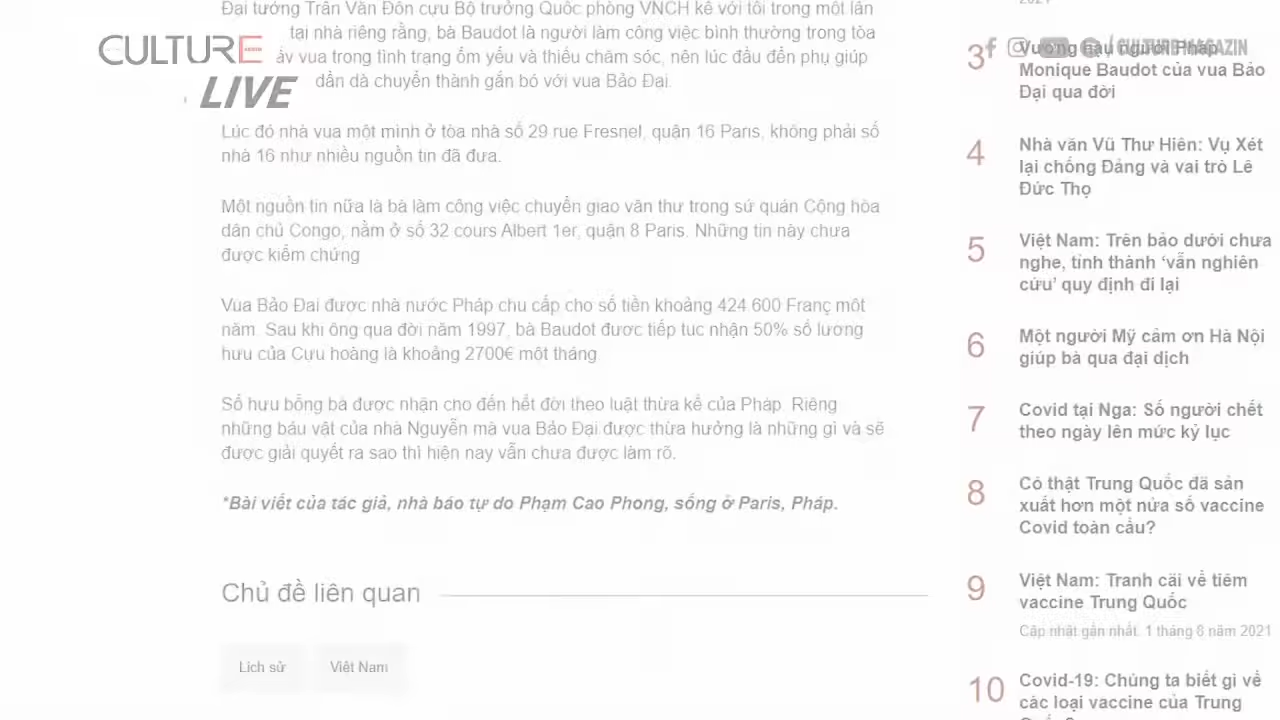 Đại tướng Trần Văn Đôn cựu Bộ trưởng Quốc phòng VNCH kể với tôi trong một lần
tại nhà riêng rằng, bà Baudot là người làm công việc bình thường trong tòa
vua trong tình trạng ốm yếu và thiếu chăm sóc, nên lúc đầu đến phụ giúp
dần dà chuyển thành gắn bó với vua Bảo Đại.
CULTURE
LIVE
Lúc đó nhà vua một mình ở tòa nhà số 29 rue Fresnel, quận 16 Paris, không phải số
nhà 16 như nhiều nguồn tin đã đưa.
Một nguồn tin nữa là bà làm công việc chuyển giao văn thư trong sứ quán Cộng hòa
dân chủ Congo, nằm ở số 32 cours Albert 1er, quận 8 Paris. Những tin này chưa
được kiểm chứng
Vua Bảo Đại được nhà nước Pháp chu cấp cho số tiền khoảng 424.600 Franç một
năm. Sau khi ông qua đời năm 1997, bà Baudot được tiếp tục nhận 50% số lương
hưu của Cựu hoàng là khoảng 2700€ một tháng
Số hưu bổng bà được nhận cho đến hết đời theo luật thừa kế của Pháp. Riêng
những báu vật của nhà Nguyễn mà vua Bảo Đại được thừa hưởng là những gì và sẽ
được giải quyết ra sao thì hiện nay vẫn chưa được làm rõ.
*Bài viết của tác giả, nhà báo tự do Phạm Cao Phong, sống ở Paris, Pháp.
Chủ đề liên quan
Lịch sử
Việt Nam
/CULTUREMAGAZIN
3
Vương hậu người Pháp
Monique Baudot của vua Bảo
Đại qua đời
4
Nhà văn Vũ Thư Hiên: Vụ Xét
lại chống Đảng và vai trò Lê
Đức Thọ
5
Việt Nam: Trên bảo dưới chưa
nghe, tỉnh thành ‘vẫn nghiên
cứu’ quy định đi lại
6
Một người Mỹ cảm ơn Hà Nội
giúp bà qua đại dịch
7
Covid tại Nga: Số người chết
theo ngày lên mức kỷ lục
8
Có thật Trung Quốc đã sản
xuất hơn một nửa số vaccine
Covid toàn cầu?
9
Việt Nam: Tranh cãi về tiêm
vaccine Trung Quốc
Cập nhật gần nhất: 1 tháng 8 năm 2021
10
Covid-19: Chúng ta biết gì về
các loại vaccine của Trung